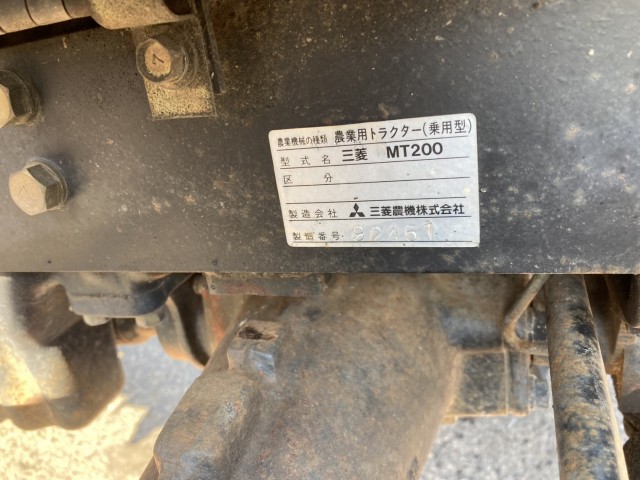 7
農業機械の種類 農業用トラクター(乗用型)
型式名 三菱 MT200
区分
製造会社 三菱農機株式会社
製造番号